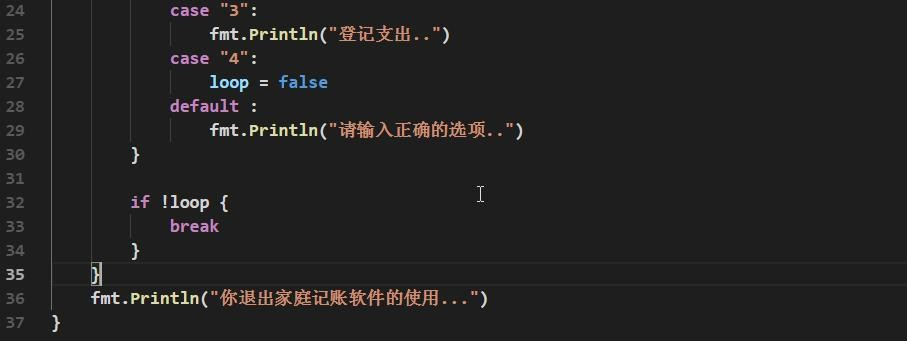 24 case "3":
25 fmt.Println("登记支出..")
26 case "4":
27 loop = false
28 default :
29 fmt.Println("请输入正确的选项..")
30 }
31
32 if !loop {
33 break
34 }
35 }
36 fmt.Println("你退出家庭记账软件的使用...")
37 }